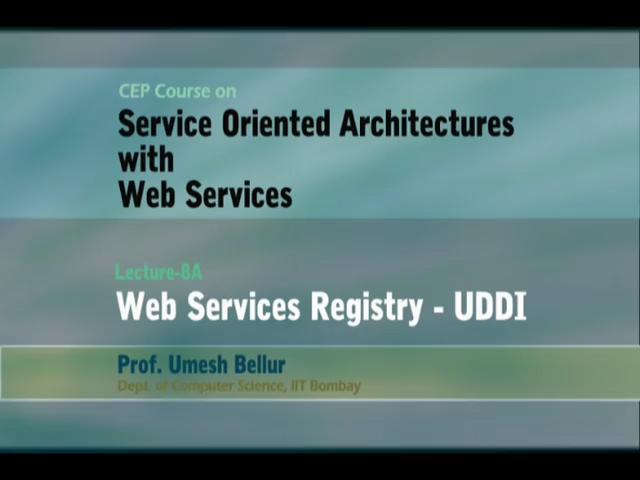 CEP Course on
Service Oriented Architectures
with
Web Services
Lecture-8A
Web Services Registry - UDDI
Prof. Umesh Bellur
Dept. of Computer Science, IIT Bombay